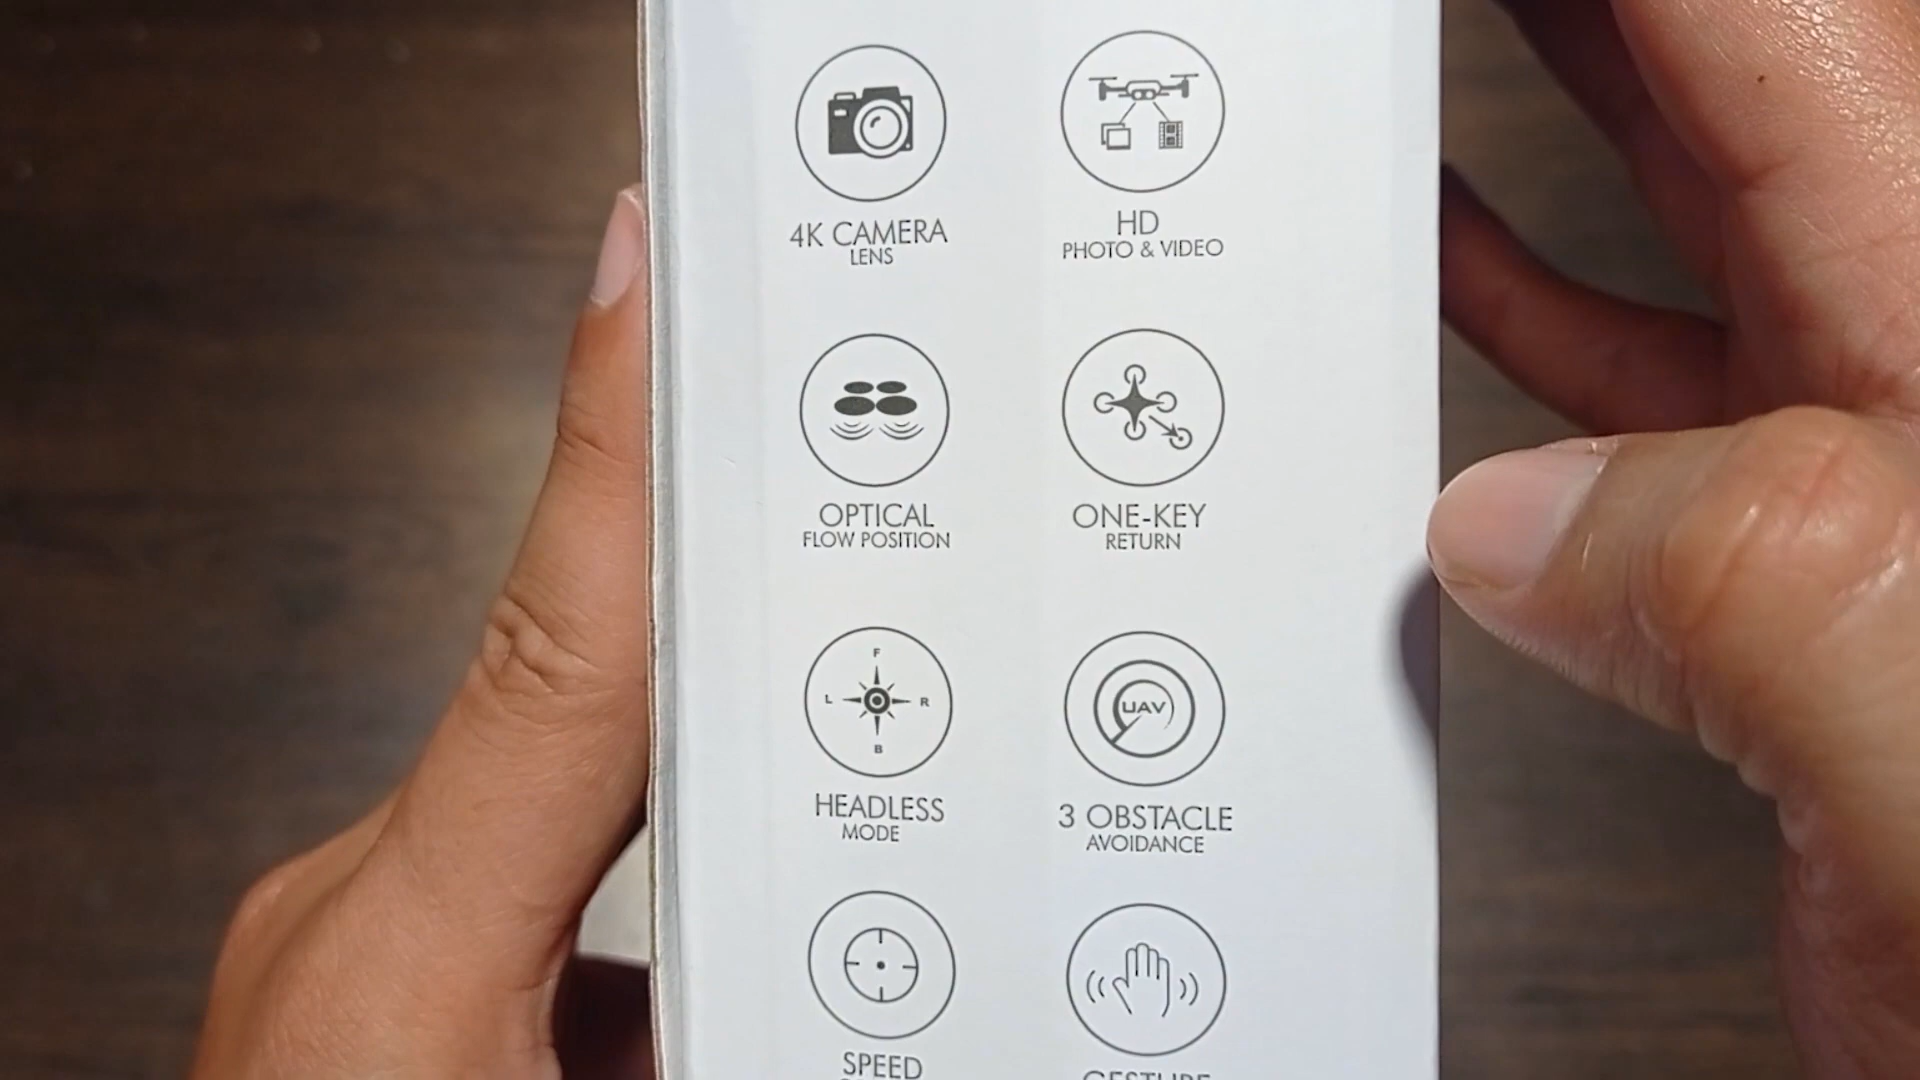 4K CAMERA
LENS
HD
PHOTO & VIDEO
OPTICAL
FLOW POSITION
ONE-KEY
RETURN
F
L R
B
HEADLESS
MODE
UAV
3 OBSTACLE
AVOIDANCE
SPEED
GESTURE